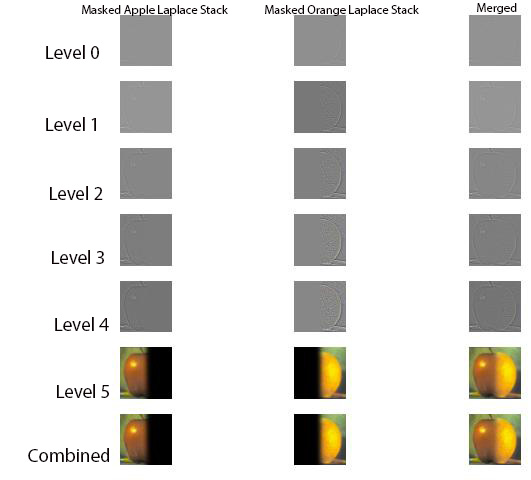 Masked Apple Laplace Stack
Masked Orange Laplace Stack
Merged
Level 0
Level 1
Level 2
Level 3
Level 4
Level 5
Combined